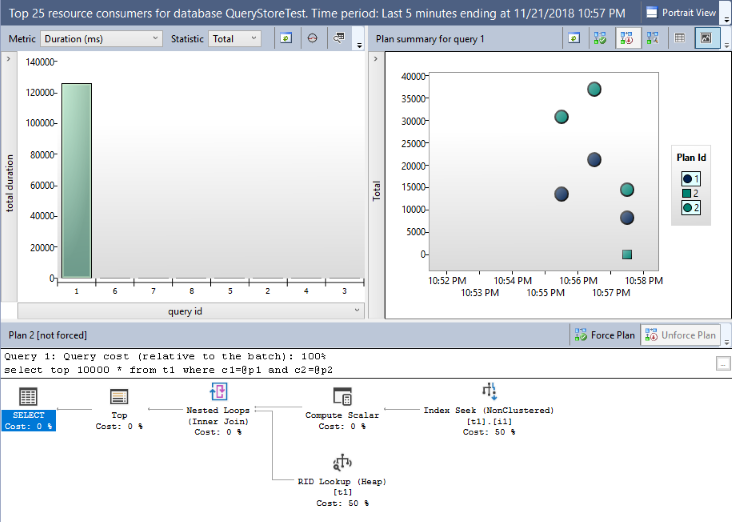 Top 25 resource consumers for database QueryStoreTest. Time period: Last 5 minutes ending at 11/21/2018 10:57 PM
Portrait View
Metric Duration (ms) Statistic Total
Plan summary for query 1
total duration
140000
120000
100000
80000
60000
40000
20000
0
1 6 7 8 5 2 4 3
query id
Total
40000
35000
30000
25000
20000
15000
10000
5000
0
10:52 PM 10:54 PM 10:56 PM 10:58 PM
10:53 PM 10:55 PM 10:57 PM
Plan Id
1
2
2
Plan 2 [not forced]
Force Plan Unforce Plan
Query 1: Query cost (relative to the batch): 100%
select top 10000 * from t1 where c1=@p1 and c2=@p2
SELECT
Cost: 0 %
Top
Cost: 0 %
Nested Loops
(Inner Join)
Cost: 0 %
Compute Scalar
Cost: 0 %
Index Seek (NonClustered)
[t1].[i1]
Cost: 50 %
RID Lookup (Heap)
[t1]
Cost: 50 %